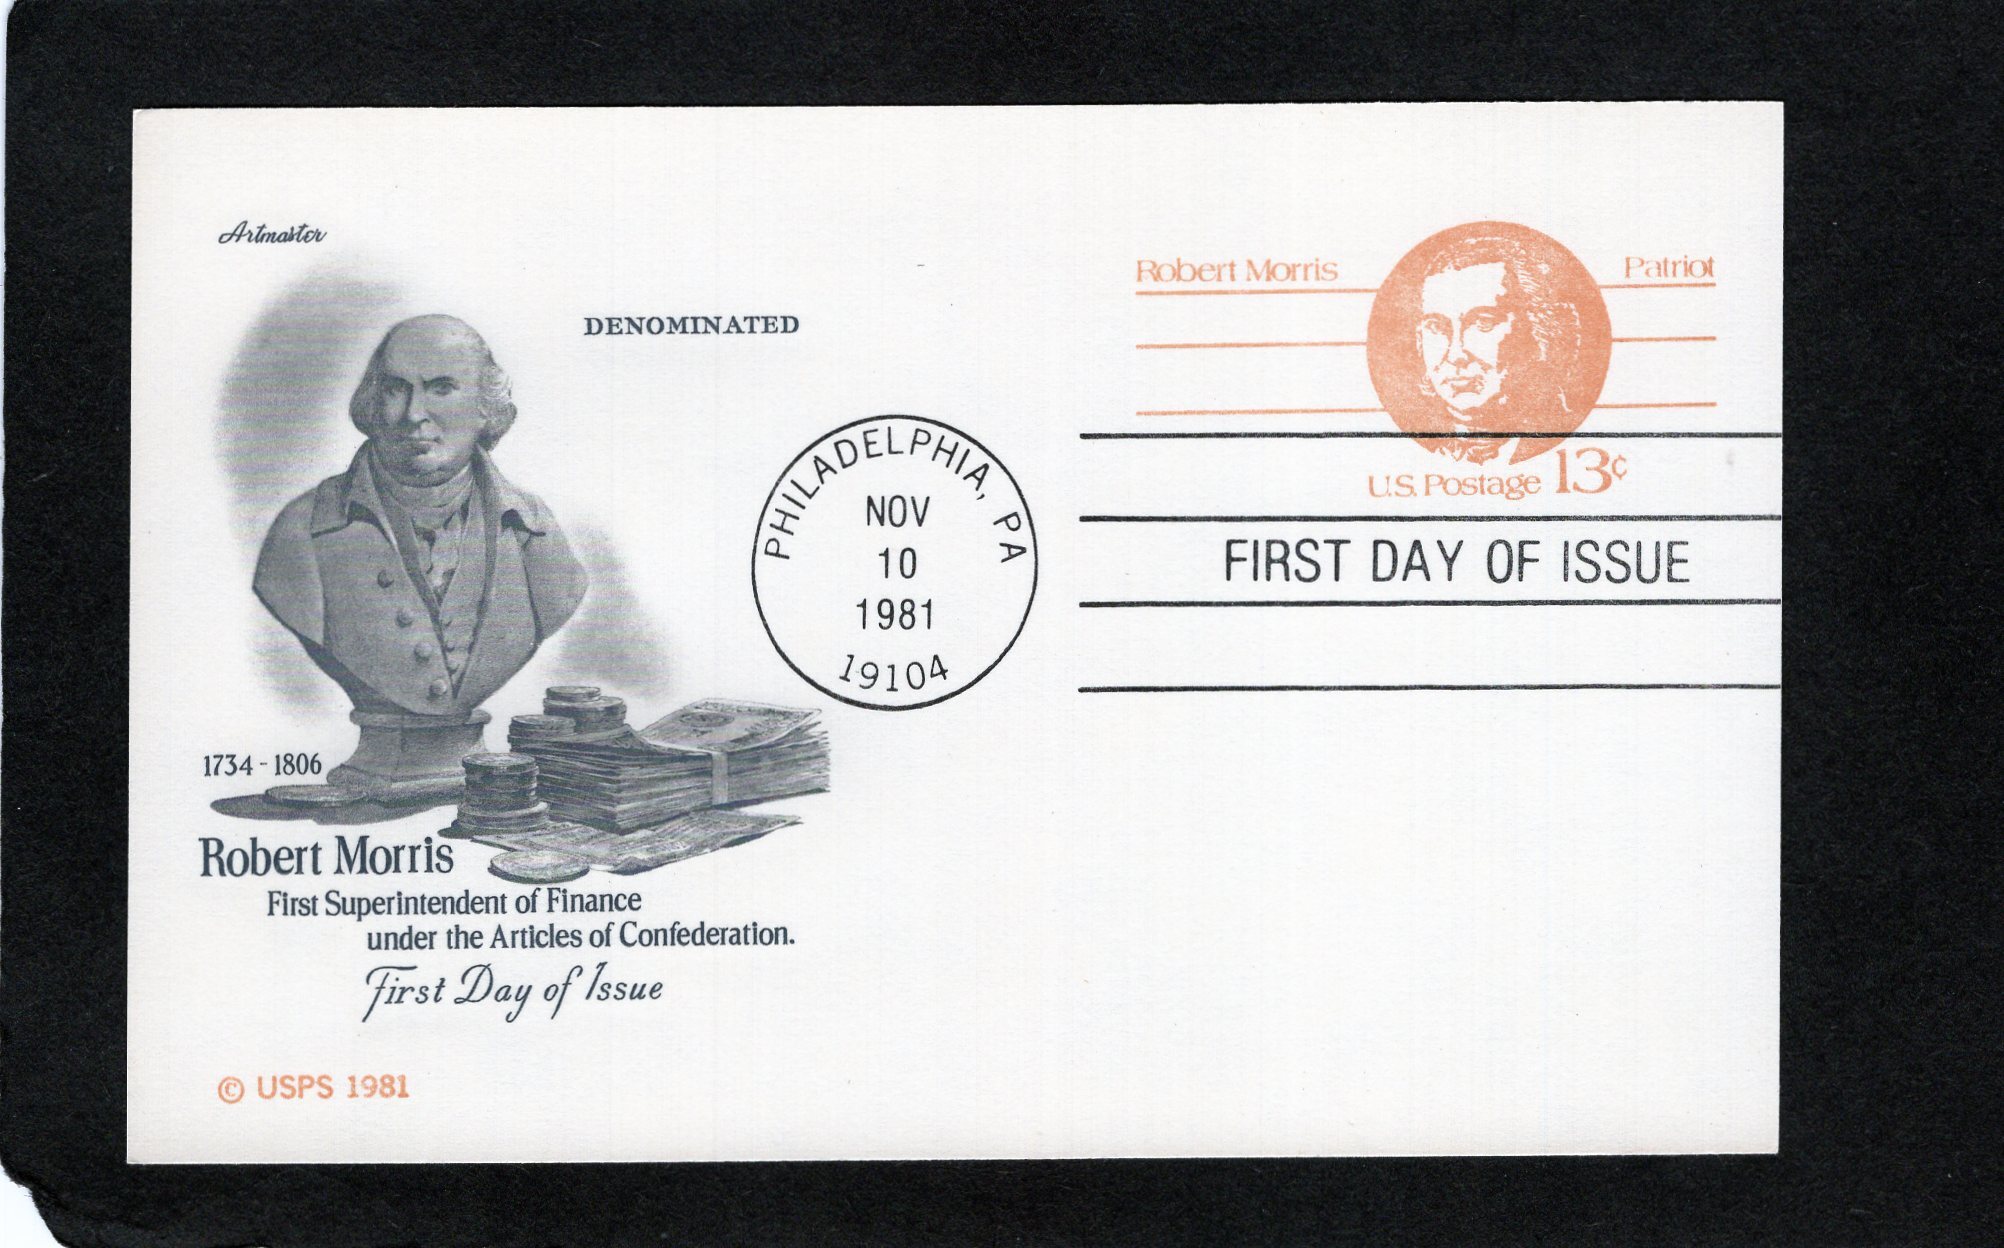 Artmaster
DENOMINATED
Robert Morris
Patriot
U.S. Postage 13¢
PHILADELPHIA, PA
NOV
10
1981
19104
FIRST DAY OF ISSUE
1734 - 1806
Robert Morris
First Superintendent of Finance
under the Articles of Confederation.
First Day of Issue
© USPS 1981